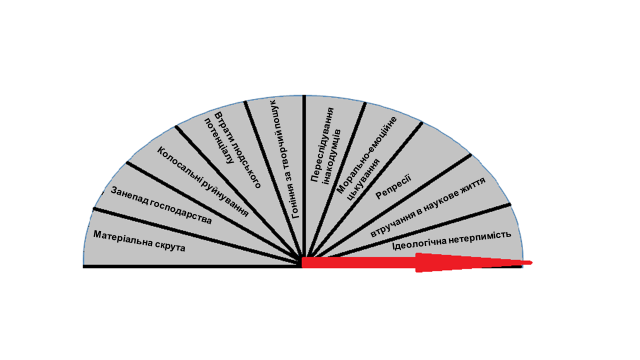 Матеріальна скрута
Занепад господарства
Колосальні руйнування
Втрати людського
потенціалу
Гоніння за творчий пошук
Переслідування
інакодумців
Морально-емоційне
цькування
Репресії
втручання в наукове життя
Ідеологічна нетерпимість